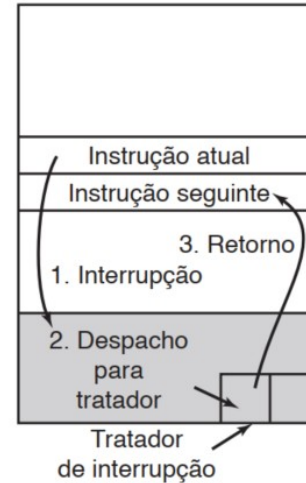 Instrução atual
Instrução seguinte
3. Retorno
1. Interrupção
2. Despacho
para
tratador
Tratador
de interrupção